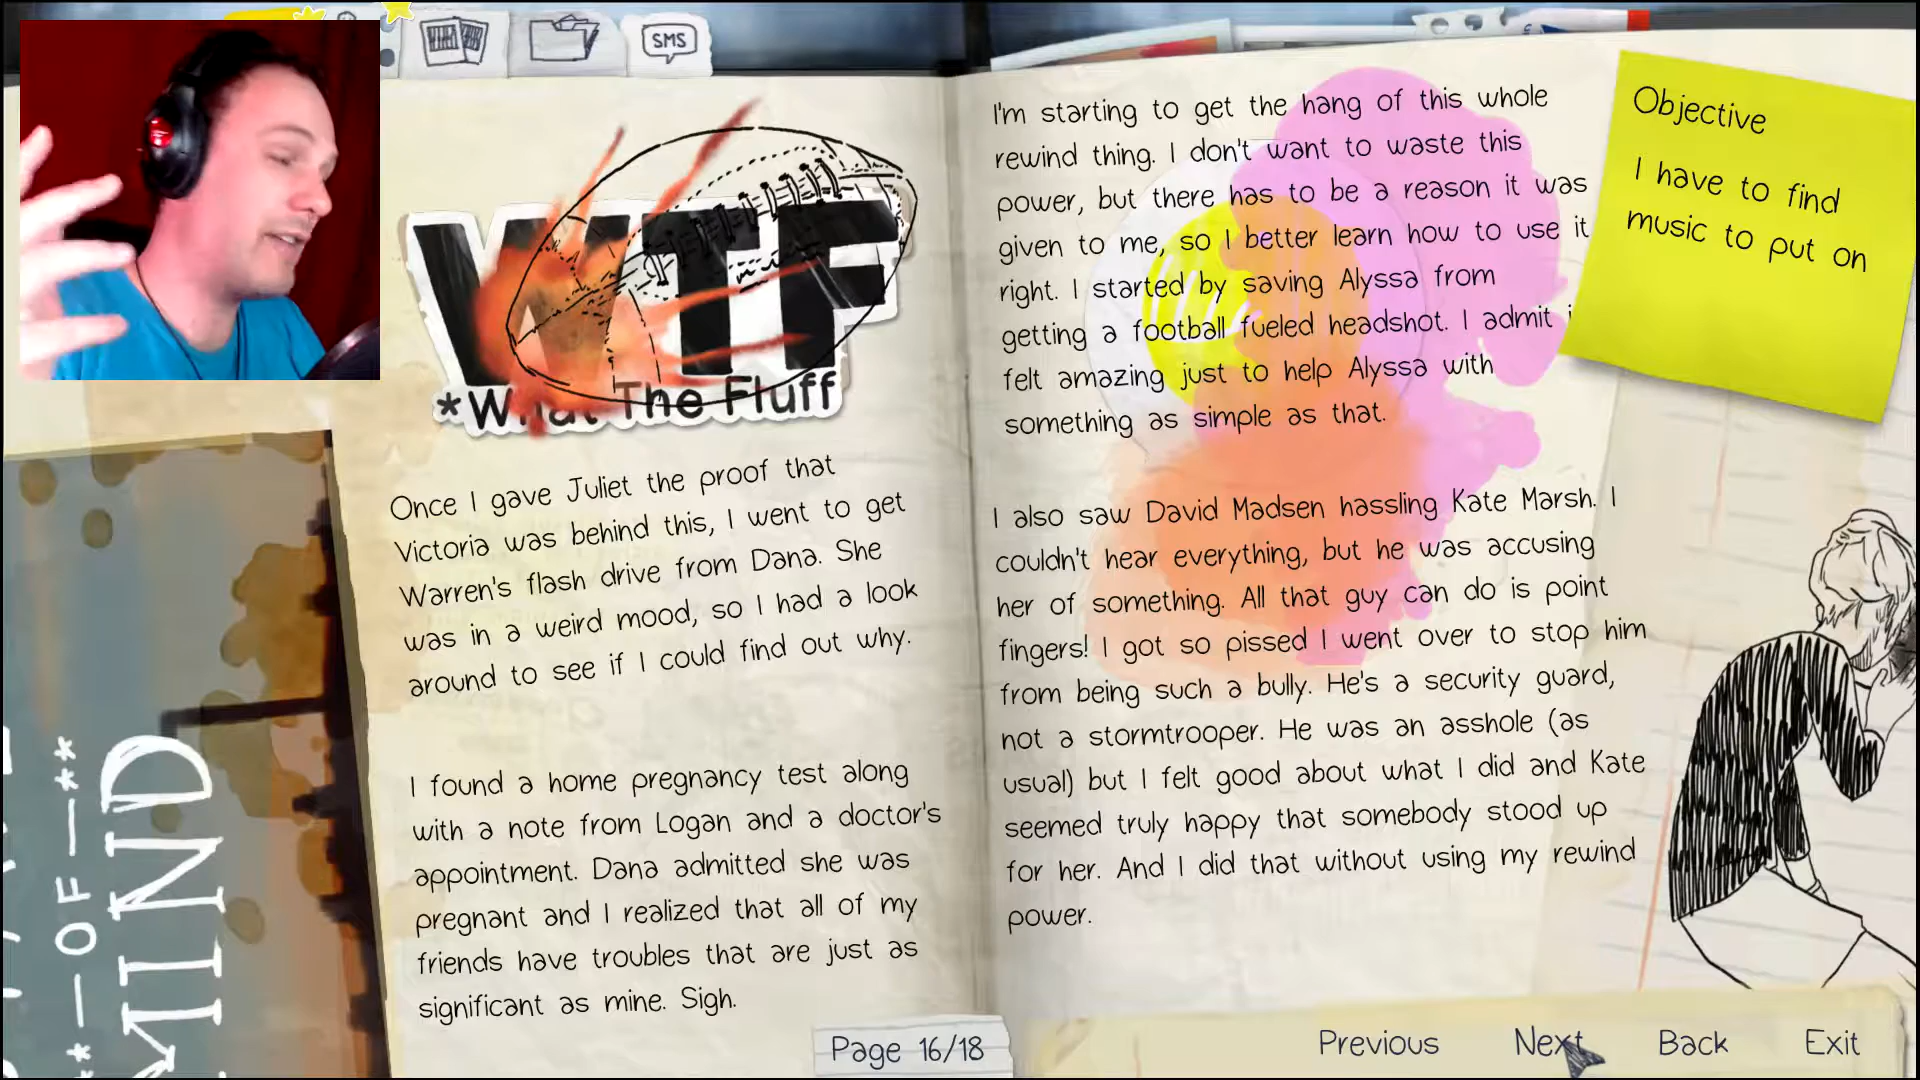 SMS
WTF
*What The Fluff
Once I gave Juliet the proof that
Victoria was behind this, I went to get
Warren's flash drive from Dana. She
was in a weird mood, so I had a look
around to see if I could find out why.
I found a home pregnancy test along
with a note from Logan and a doctor's
appointment. Dana admitted she was
pregnant and I realized that all of my
friends have troubles that are just as
significant as mine. Sigh.
I'm starting to get the hang of this whole
rewind thing. I don't want to waste this
power, but there has to be a reason it was
given to me, so I better learn how to use it
right. I started by saving Alyssa from
getting a football fueled headshot. I admit
felt amazing just to help Alyssa with
something as simple as that.
I also saw David Madsen hassling Kate Marsh. I
couldn't hear everything, but he was accusing
her of something. All that guy can do is point
fingers! I got so pissed I went over to stop him
from being such a bully. He's a security guard,
not a stormtrooper. He was an asshole (as
usual) but I felt good about what I did and Kate
seemed truly happy that somebody stood up
for her. And I did that without using my rewind
power.
Objective
I have to find
music to put on
*—OF—**
MIND
Page 16/18
Previous Next Back Exit